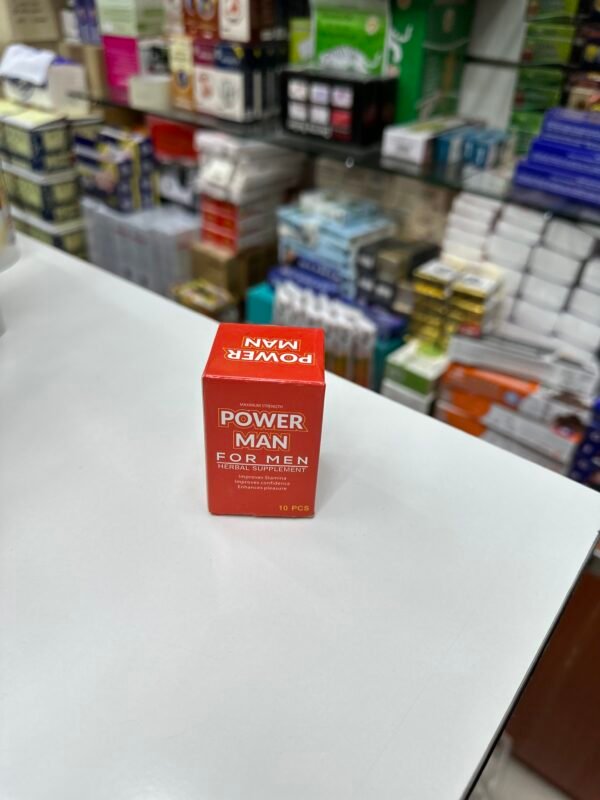 POWER
MAN
MAXIMUM STRENGTH
POWER
MAN
FOR MEN
HERBAL SUPPLEMENT
Improves Stamina
Improves confidence
Enhances pleasure
10 PCS